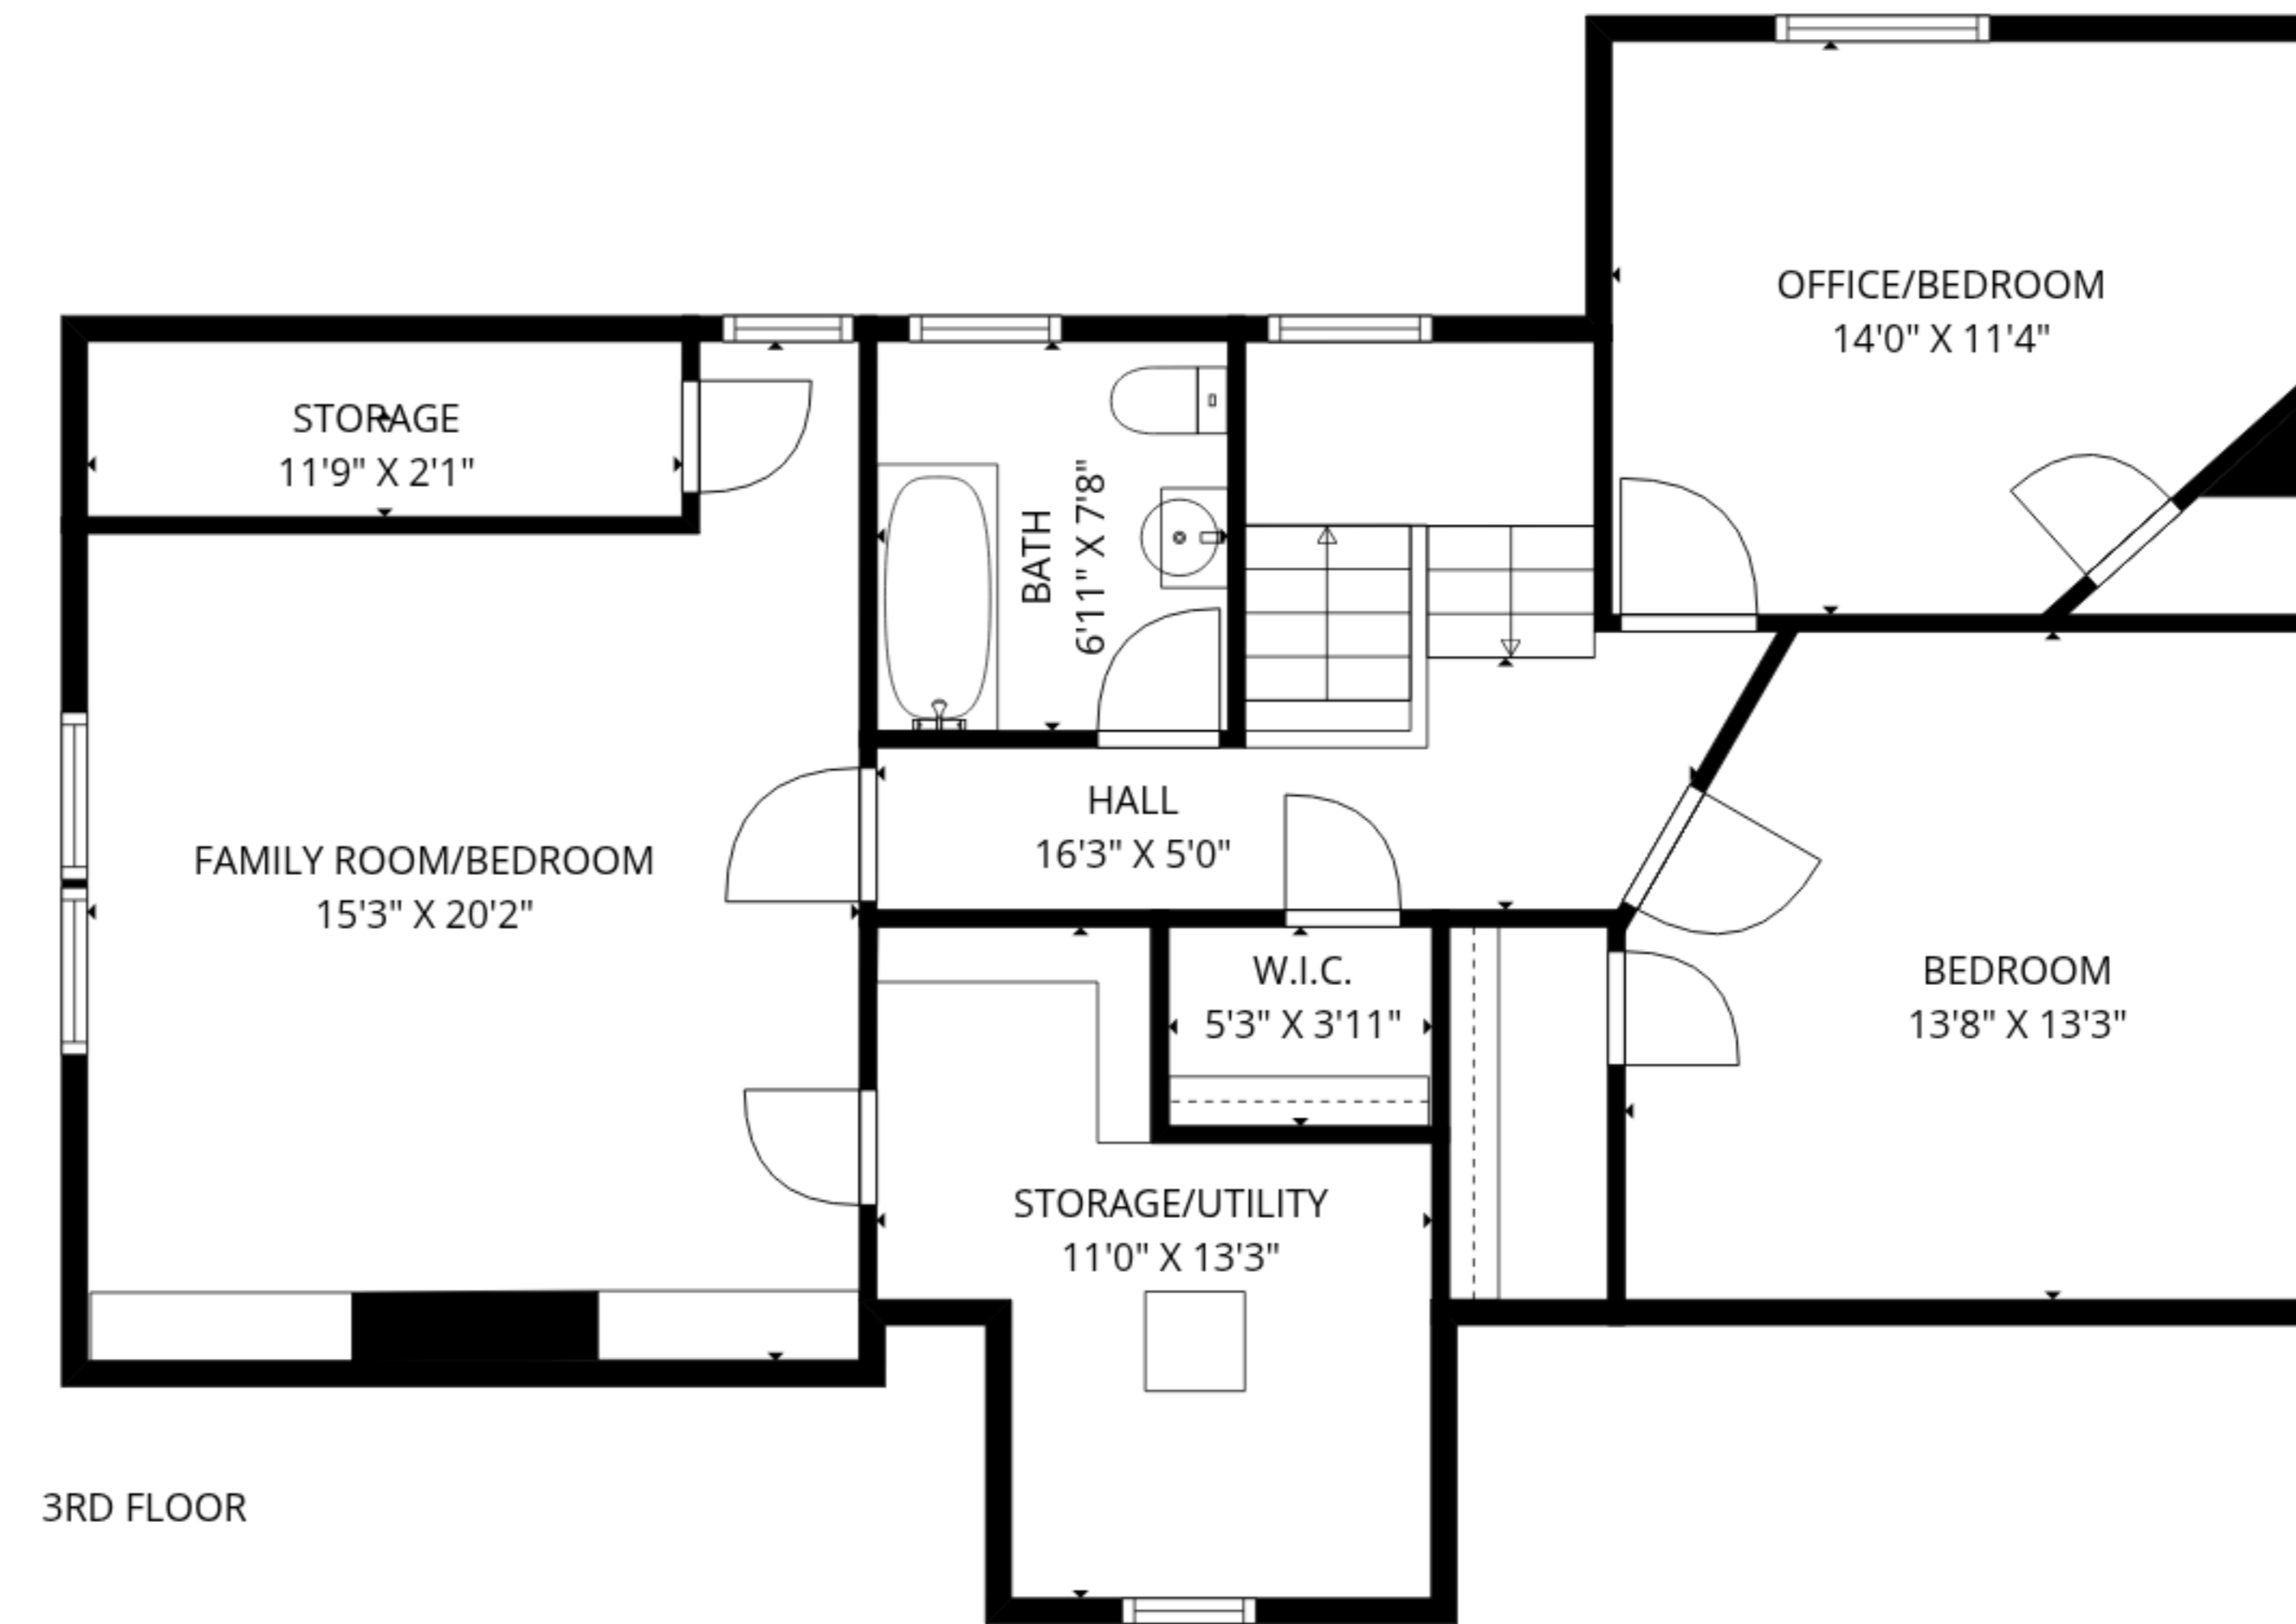 OFFICE/BEDROOM
14'0" X 11'4"
STORAGE
11'9" X 2'1"
BATH
6'11" X 7'8"
HALL
16'3" X 5'0"
FAMILY ROOM/BEDROOM
15'3" X 20'2"
W.I.C.
5'3" X 3'11"
BEDROOM
13'8" X 13'3"
STORAGE/UTILITY
11'0" X 13'3"
3RD FLOOR